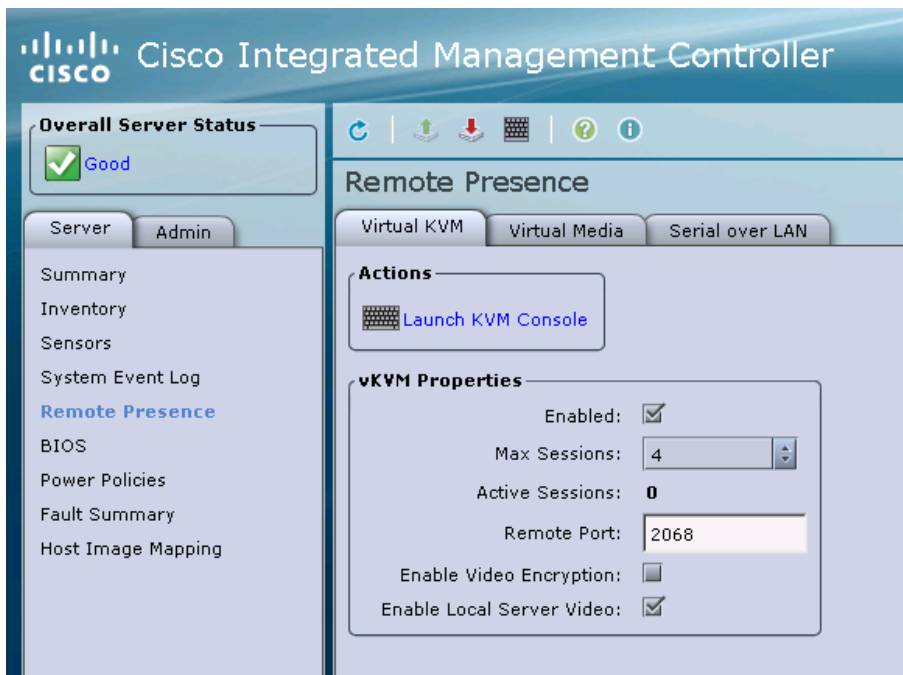 CISCO
Cisco Integrated Management Controller
Overall Server Status
Good
Server
Admin
Summary
Inventory
Sensors
System Event Log
Remote Presence
BIOS
Power Policies
Fault Summary
Host Image Mapping
Remote Presence
Virtual KVM
Virtual Media
Serial over LAN
Actions
Launch KVM Console
vKVM Properties
Enabled:
Max Sessions: 4
Active Sessions: 0
Remote Port: 2068
Enable Video Encryption:
Enable Local Server Video: